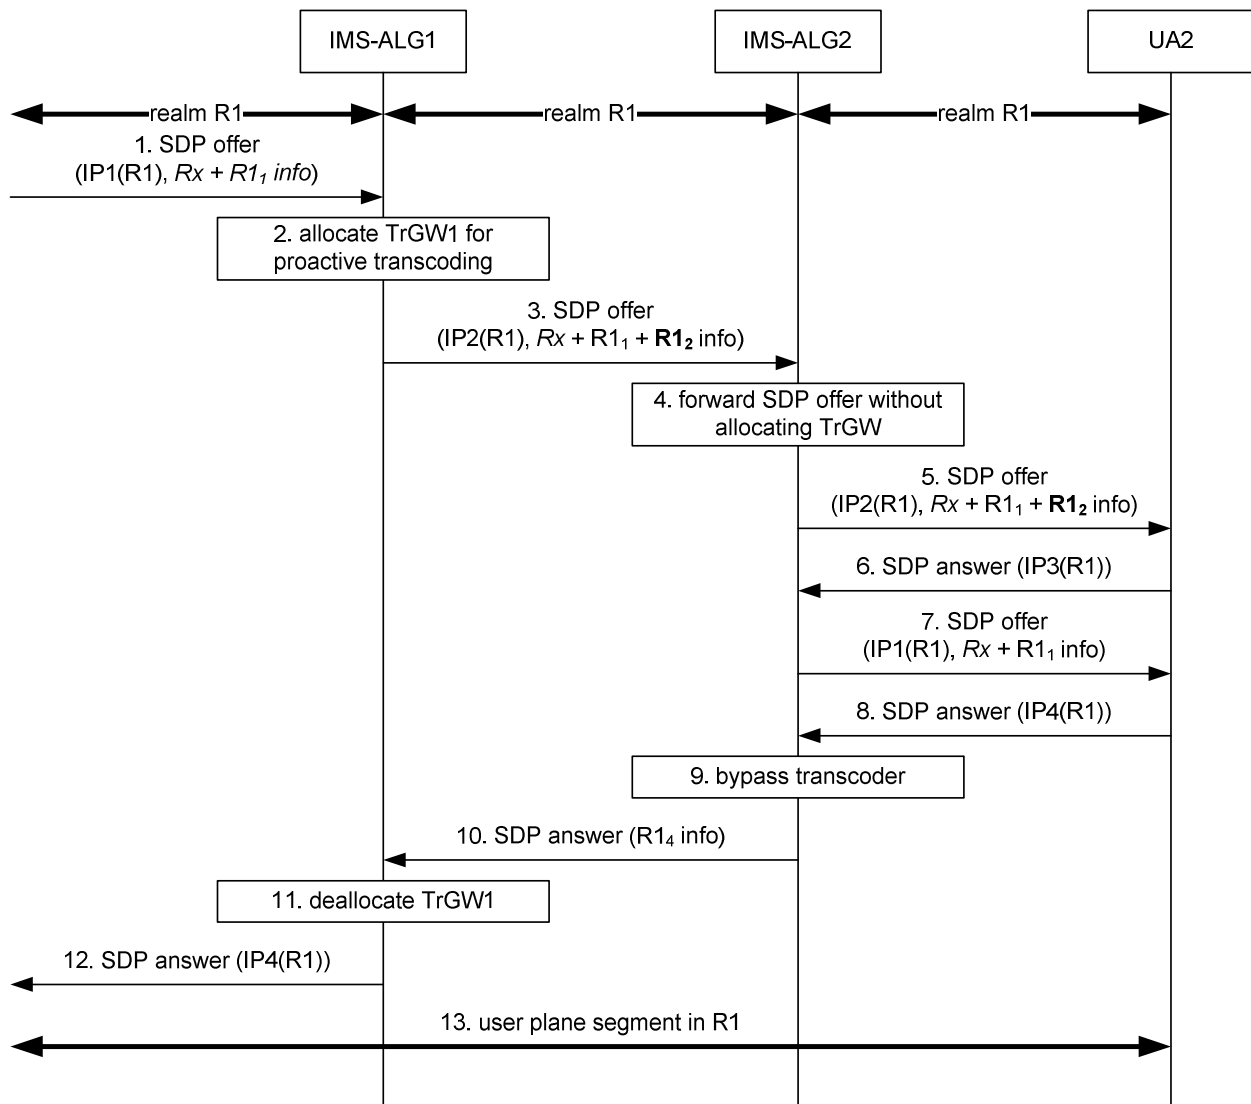 IMS-ALG1
IMS-ALG2
UA2
realm R1
realm R1
realm R1
1. SDP offer
(IP1(R1), Rx + R1₁ info)
2. allocate TrGW1 for
proactive transcoding
3. SDP offer
(IP2(R1), Rx + R1₁ + R1₂ info)
4. forward SDP offer without
allocating TrGW
5. SDP offer
(IP2(R1), Rx + R1₁ + R1₂ info)
6. SDP answer (IP3(R1))
7. SDP offer
(IP1(R1), Rx + R1₁ info)
8. SDP answer (IP4(R1))
9. bypass transcoder
10. SDP answer (R1₄ info)
11. deallocate TrGW1
12. SDP answer (IP4(R1))
13. user plane segment in R1